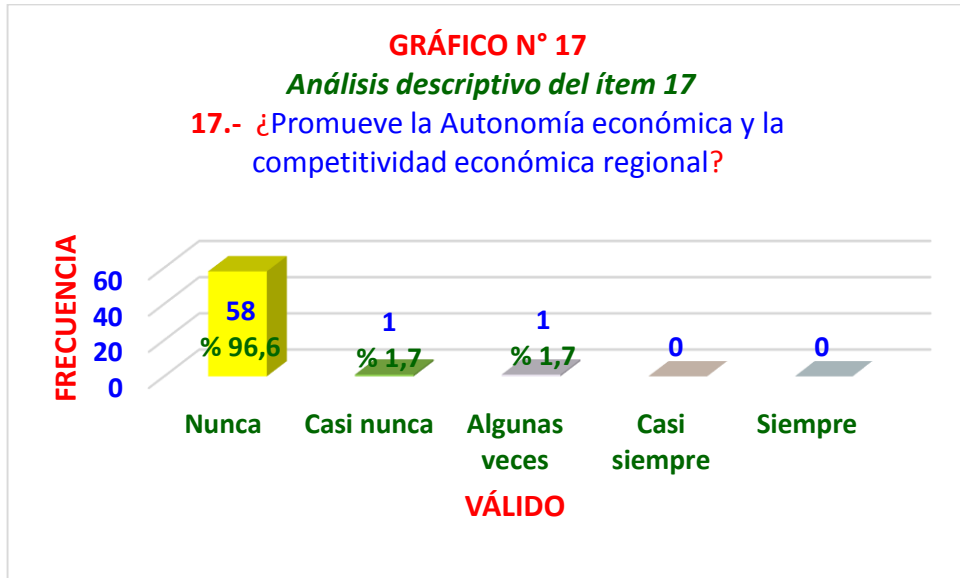 GRÁFICO N° 17
Análisis descriptivo del ítem 17
17.- ¿Promueve la Autonomía económica y la
competitividad económica regional?
FRECUENCIA
60
40
20
0
58
% 96,6
1
% 1,7
1
% 1,7
0
0
Nunca
Casi nunca
Algunas
veces
Casi
siempre
Siempre
VÁLIDO